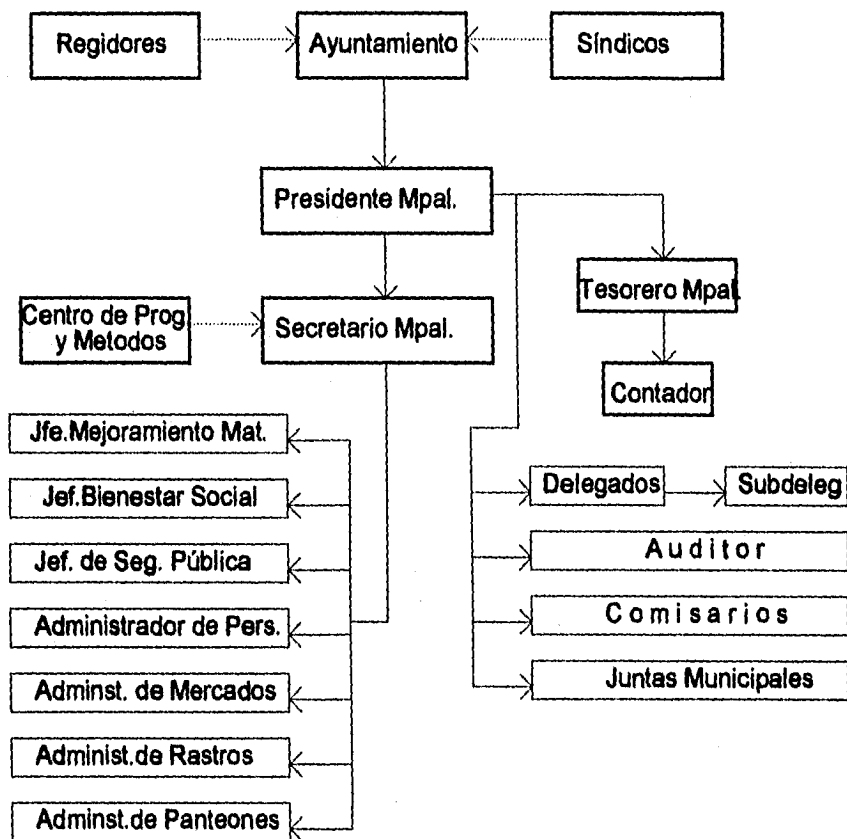 Regidores
Ayuntamiento
Síndicos
Presidente Mpal.
Tesorero Mpal.
Centro de Prog
y Metodos
Secretario Mpal.
Contador
Jfe.Mejoramiento Mat.
Jef.Bienestar Social
Jef. de Seg. Pública
Administrador de Pers.
Adminst. de Mercados
Administ.de Rastros
Adminst.de Panteones
Delegados
Subdeleg
Auditor
Comisarios
Juntas Municipales